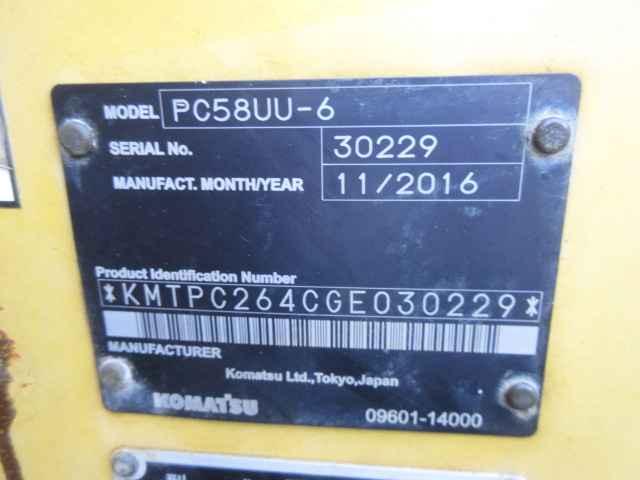 MODEL PC58UU-6
SERIAL No. 30229
MANUFACT. MONTH/YEAR 11/2016
Product Identification Number
*KMTPC264CGE030229*
MANUFACTURER
Komatsu Ltd.,Tokyo,Japan
KOMATSU 09601-14000